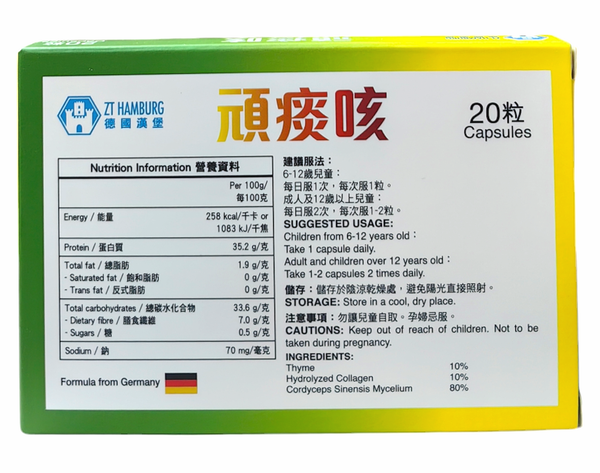 ZT HAMBURG
德國漢堡
頑痰咳
20粒
Capsules
Nutrition Information 營養資料
Per 100g/
每100克
Energy / 能量 258 kcal/千卡 or
1083 kJ/千焦
Protein / 蛋白質 35.2 g/克
Total fat / 總脂肪 1.9 g/克
- Saturated fat / 飽和脂肪 0 g/克
- Trans fat / 反式脂肪 0 g/克
Total carbohydrates / 總碳水化合物 33.6 g/克
- Dietary fibre / 膳食纖維 7.0 g/克
- Sugars / 糖 0.5 g/克
Sodium / 鈉 70 mg/毫克
Formula from Germany
建議服法：
6-12歲兒童：
每日服1次，每次服1粒。
成人及12歲以上兒童：
每日服2次，每次服1-2粒。
SUGGESTED USAGE:
Children from 6-12 years old：
Take 1 capsule daily.
Adult and children over 12 years old：
Take 1-2 capsules 2 times daily.
儲存：儲存於陰涼乾燥處，避免陽光直接照射。
STORAGE: Store in a cool, dry place.
注意事項：勿讓兒童自取。孕婦忌服。
CAUTIONS: Keep out of reach of children. Not to be
taken during pregnancy.
INGREDIENTS:
Thyme 10%
Hydrolyzed Collagen 10%
Cordyceps Sinensis Mycelium 80%